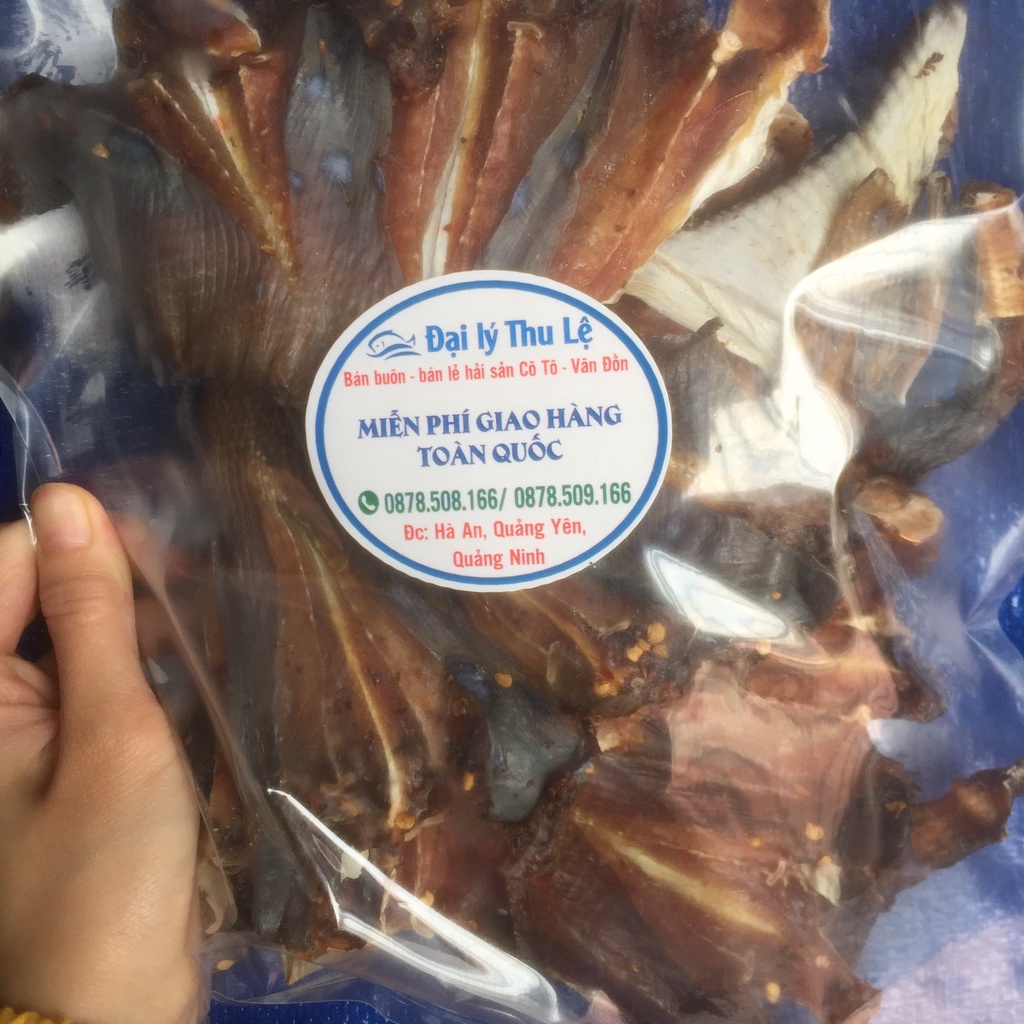 Đại lý Thu Lệ
Bán buôn - bán lẻ hải sản Cô Tô - Vân Đồn
MIỄN PHÍ GIAO HÀNG
TOÀN QUỐC
0878.508.166/ 0878.509.166
Đc: Hà An, Quảng Yên,
Quảng Ninh